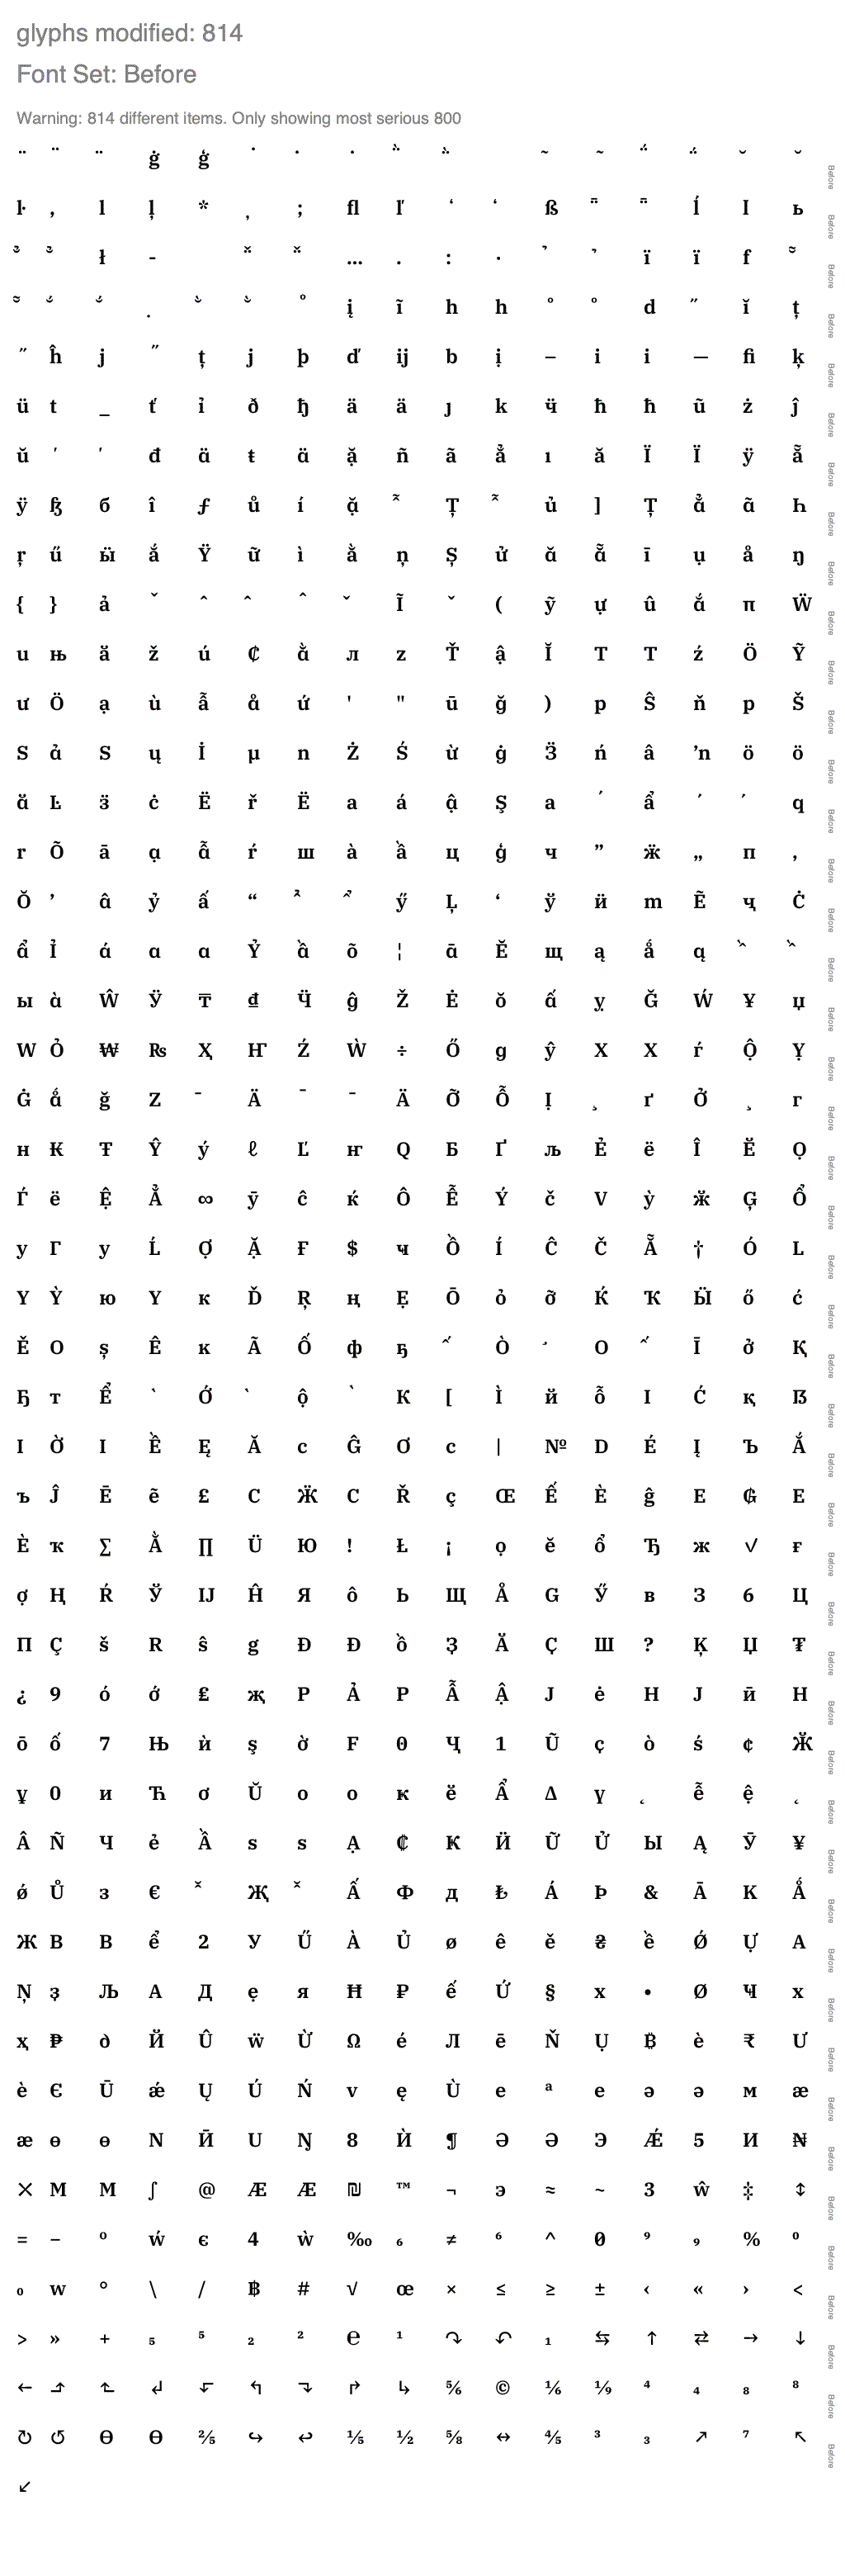 glyphs modified: 814
Font Set: Before
Warning: 814 different items. Only showing most serious 800
¨ ¨ ¨ ġ ģ ˙ ˙ ˙ ˜ ˜ ˘ ˘ Before
ŀ , l ļ * ; fl ľ ‘ ‘ ß Í I ь Before
ł - … . : · ï ï f Before
į ĩ h h ° ° d ˝ ĭ ț Before
˝ ĥ j ˝ ţ j þ ď ij b ị – i i — fi ķ Before
ü t _ ť ỉ ð ђ ä ä ȷ k ӵ ħ ћ ũ ż ĵ Before
ŭ ′ ′ đ ŧ ặ ñ ã ẳ ı ă Ï Ï ÿ ẵ Before
ÿ б î ƒ ů í Ț ủ ] Ţ Һ Before
ŗ ű ӹ ắ Ÿ ữ ì ằ ņ Ș ử ī ụ å ŋ Before
{ } ả ˇ ˆ ˆ ˆ ˇ Ĩ ˇ ( ỹ ự û п Ẅ Before
u њ ä ž ú ₵ л z Ť ậ Ĭ T Т ź Ö Ỹ Before
ư Ö ạ ù ẫ ứ ' " ū ğ ) p Ŝ ň р Š Before
S Ѕ ų İ µ n Ż Ś ừ ġ Ӟ ń â ’n ö ö Before
Ŀ ӟ ċ Ë ř Ё a á Ş а ´ ẩ ´ ´ q Before
r Õ ā ŕ ш à ầ ц ģ ч ” ӝ „ п , Before
Ŏ ’ ỷ ấ “ ӳ Ļ ‘ ў ӥ m Ẽ ҷ Ċ Before
Ỉ Ỷ õ ¦ Ĕ щ ą q Before
ы à Ŵ Ÿ ₫ Ӵ ĝ Ž Ė ŏ ỵ Ğ Ẃ ¥ џ Before
W Ỏ ₩ ₨ Ҳ Ҥ Ź Ẁ ÷ Ő g ŷ X Х ѓ Ộ Ỵ Before
Ġ ğ Z ¯ Ä ¯ ¯ Ӓ Ỡ Ỗ Ị ¸ ґ Ở ¸ г Before
н Ŧ Ŷ ý ℓ Ľ ҥ Q Б Ґ љ Ẻ ë Î Ọ Before
Ѓ ё Ệ Ẳ ∞ ȳ ĉ ќ Ô Ễ Ý č V ỳ Ģ Ổ Before
y Г у Ĺ Ợ Ặ Ғ $ ҹ Ồ Í Ĉ Č Ẵ † Ó L Before
Y Ỳ ю Ү к Ď Ŗ ң Ẹ Ō ỏ ỡ Ќ Ҡ Ӹ ő ć Before
Ě O ș Ê к Ã Ố ф ҕ Ò О Ī ở Қ Before
Ҕ т Ể ` Ớ ` ộ ` К [ Ì й ỗ I Ć қ Before
І Ờ Ӏ Ề Ę Ă c Ĝ Ơ с | № D É Į Ъ Ắ Before
ъ Ĵ Ē ẽ £ C Ӝ С Ř ç Œ Ế È ĝ E ₲ Е Before
Ѐ ҡ ∑ Ằ ∏ Ü Ю ! Ł ¡ ọ ĕ ổ Ђ ж √ ғ Before
ợ Ң Ŕ Ў IJ Ĥ Я ô Ь Щ Å G Ӳ в З 6 Ц Before
П Ç š R ŝ g Đ Ð ồ Ҙ Ä Ҫ Ш ? Ķ Џ ₮ Before
¿ 9 ó ớ ₤ җ P Ả Р Ẫ Ậ J ė H Ј ӣ Н Before
ō ố 7 Њ ѝ ş ờ F 0 Ҷ 1 Ũ ҫ ò ś ¢ Before
ұ 0 и Ћ ơ Ŭ o о к ё Ẩ ∆ ү ˛ ễ ệ ˛ Before
Â Ñ Ч ẻ Ầ s ѕ Ạ ₵ К Ӥ Ữ Ử Ы Ą Ӯ ¥ Before
ǿ Ů з € Җ Ấ Ф д Á Þ & Ā K Before
Ж B В ể 2 У Ű À Ủ ø ê ě ₴ ề Ǿ Ự A Before
Ņ ҙ Љ А Д ẹ я Ħ ₽ ế Ứ § x • Ø Ҹ х Before
ҳ ₱ Й Û ẅ Ừ Ω é Л ē Ň Ụ è ₹ Ư Before
ѐ Є Ū ǽ Ų Ú Ń v ę Ù e ª е ə ә м æ Before
ӕ ɵ ө N Ӣ U Ŋ 8 Ѝ ¶ Ə Ә Э Ǽ 5 И ₦ Before
M М ∫ @ Æ Ӕ ₪ ™ ¬ э ≈ ~ 3 ŵ ‡ ↕ Before
= − º ẃ є 4 ẁ ‰ ₆ ≠ ⁶ ^ 0 ⁹ ₉ % ⁰ Before
₀ w ° \ / ฿ # √ œ × ≤ ≥ ± ‹ « › < Before
> » + ₅ ⁵ ₂ ² ℮ ¹ ↷ ↶ ₁ ⇆ ↑ ⇄ → ↓ Before
← ⮍ ⮌ ↲ ↰ ↴ ↱ ↳ ⅚ © ⅙ ⅑ ⁴ ₄ ₈ ⁸ Before
↻ ↺ Ɵ Ө ⅖ ↪ ↩ ⅕ ½ ⅝ ↔ ⅘ ³ ₃ ↗ ⁷ ↖ Before
↙